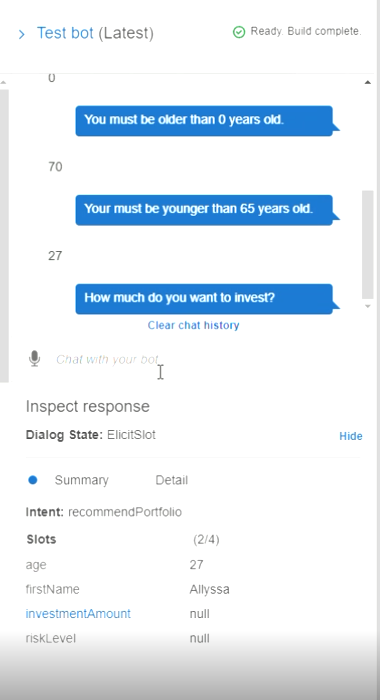 Test bot (Latest)
Ready. Build complete.
0
You must be older than 0 years old.
70
Your must be younger than 65 years old.
27
How much do you want to invest?
Clear chat history
Chat with your bot
Inspect response
Dialog State: ElicitSlot
Hide
Summary Detail
Intent: recommendPortfolio
Slots (2/4)
age 27
firstName Allyssa
investmentAmount null
riskLevel null